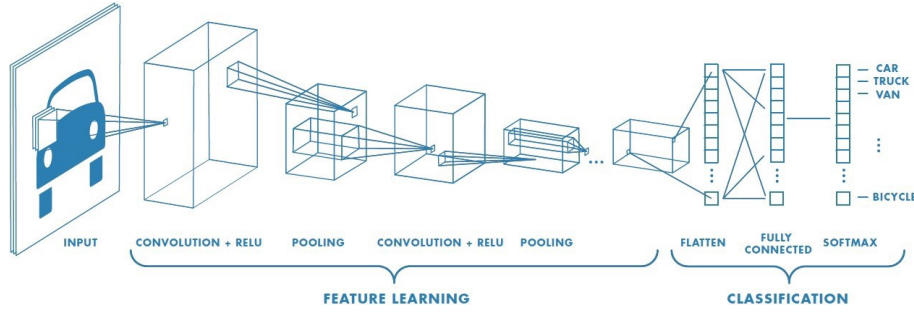 CAR
TRUCK
VAN
BICYCLE
INPUT
CONVOLUTION + RELU
POOLING
CONVOLUTION + RELU
POOLING
FLATTEN
FULLY
CONNECTED
SOFTMAX
FEATURE LEARNING
CLASSIFICATION